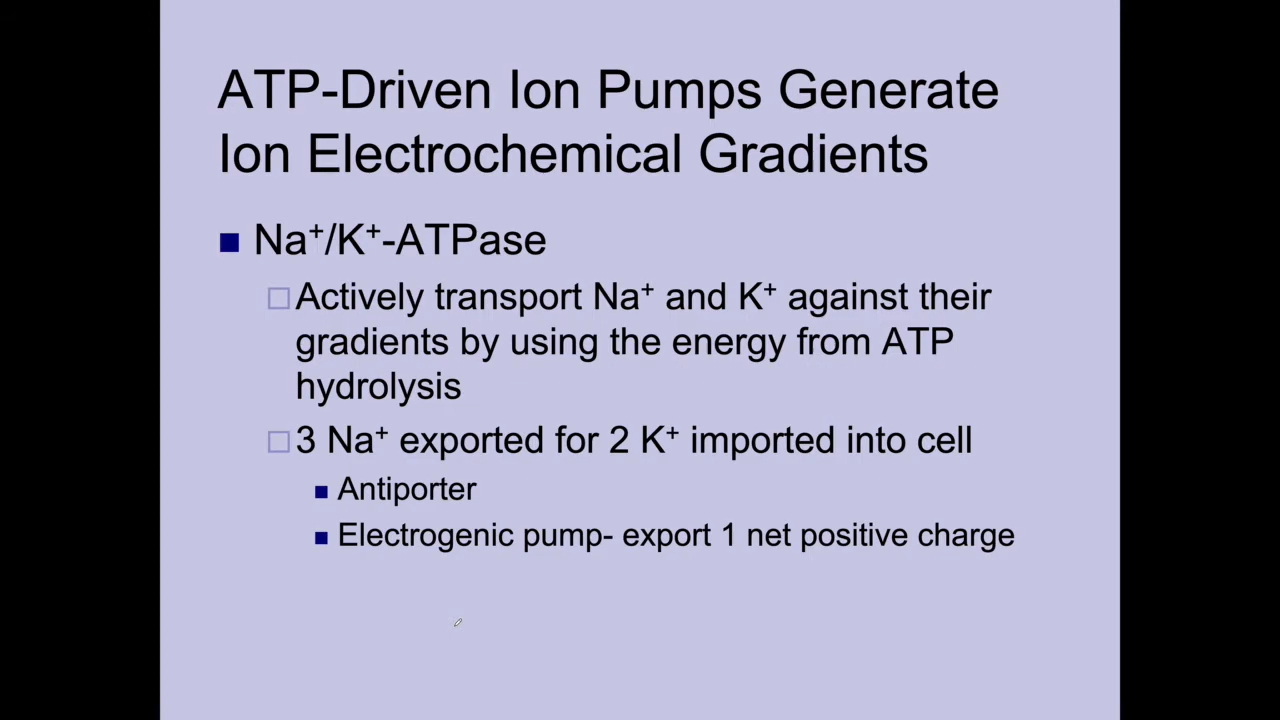 ATP-Driven Ion Pumps Generate
Ion Electrochemical Gradients
Na⁺/K⁺-ATPase
Actively transport Na⁺ and K⁺ against their
gradients by using the energy from ATP
hydrolysis
3 Na⁺ exported for 2 K⁺ imported into cell
Antiporter
Electrogenic pump- export 1 net positive charge